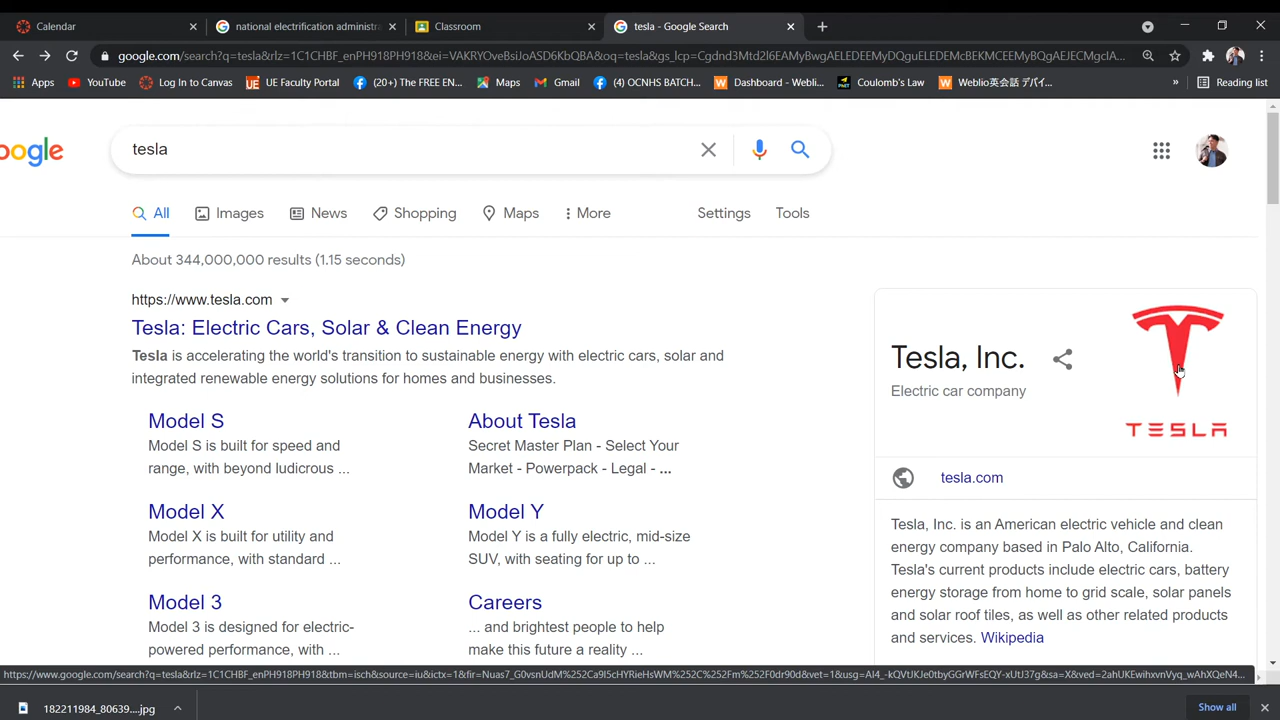 Calendar
national electrification administra
Classroom
tesla - Google Search
google.com/search?q=tesla&rlz=1C1CHBF_enPH918PH918&ei=VAKRYOveBsiJoASD6KbQBA&oq=tesla&gs_lcp=Cgdnd3Mtd2l6EAMyBwgAELEDEEMyDQguELEDEMcBEKMCEEMyBQgAEJECMgcIA...
Apps
YouTube
Log In to Canvas
UE Faculty Portal
(20+) The FREE EN...
Maps
Gmail
(4) OCNHS BATCH...
Dashboard - Webli...
Coulomb's Law
Weblio英会話 デバイ...
»
Reading list
oogle
tesla
All
Images
News
Shopping
Maps
More
Settings
Tools
About 344,000,000 results (1.15 seconds)
https://www.tesla.com
Tesla: Electric Cars, Solar & Clean Energy
Tesla is accelerating the world's transition to sustainable energy with electric cars, solar and
integrated renewable energy solutions for homes and businesses.
Model S
Model S is built for speed and
range, with beyond ludicrous ...
About Tesla
Secret Master Plan - Select Your
Market - Powerpack - Legal - ...
Model X
Model X is built for utility and
performance, with standard ...
Model Y
Model Y is a fully electric, mid-size
SUV, with seating for up to ...
Model 3
Model 3 is designed for electric-
powered performance, with ...
Careers
... and brightest people to help
make this future a reality ...
Tesla, Inc.
Electric car company
TESLA
tesla.com
Tesla, Inc. is an American electric vehicle and clean
energy company based in Palo Alto, California.
Tesla's current products include electric cars, battery
energy storage from home to grid scale, solar panels
and solar roof tiles, as well as other related products
and services. Wikipedia
182211984_80639....jpg
Show all